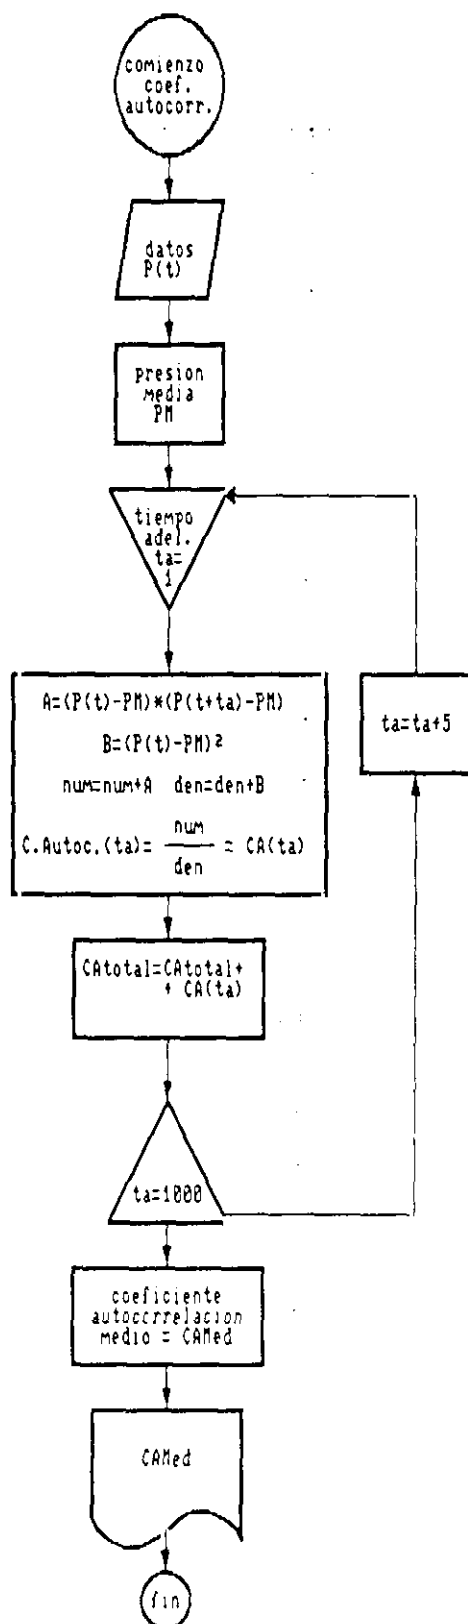 comienzo
coef.
autocorr.
datos
P(t)
presion
media
PM
tiempo
adel.
ta=
1
A=(P(t)-PM)*(P(t+ta)-PM)
B=(P(t)-PM)²
num=num+A den=den+B
C.Autoc.(ta)= num/den = CA(ta)
ta=ta+5
CAtotal=CAtotal+
+ CA(ta)
ta=1000
coeficiente
autocorrelacion
medio = CAMed
CAMed
fin